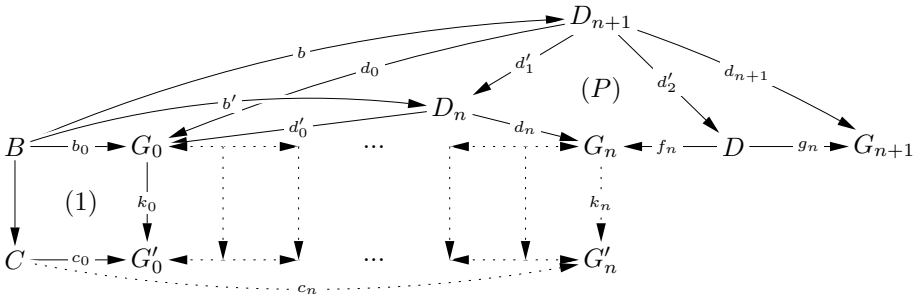 D_{n+1}
b
d_0 d'_1 (P) d'_2 d_{n+1}
b' D_n
d'_0 d_n
B b_0 G_0 ... G_n f_n D g_n G_{n+1}
(1) k_0 k_n
C c_0 G'_0 ... G'_n
c_n